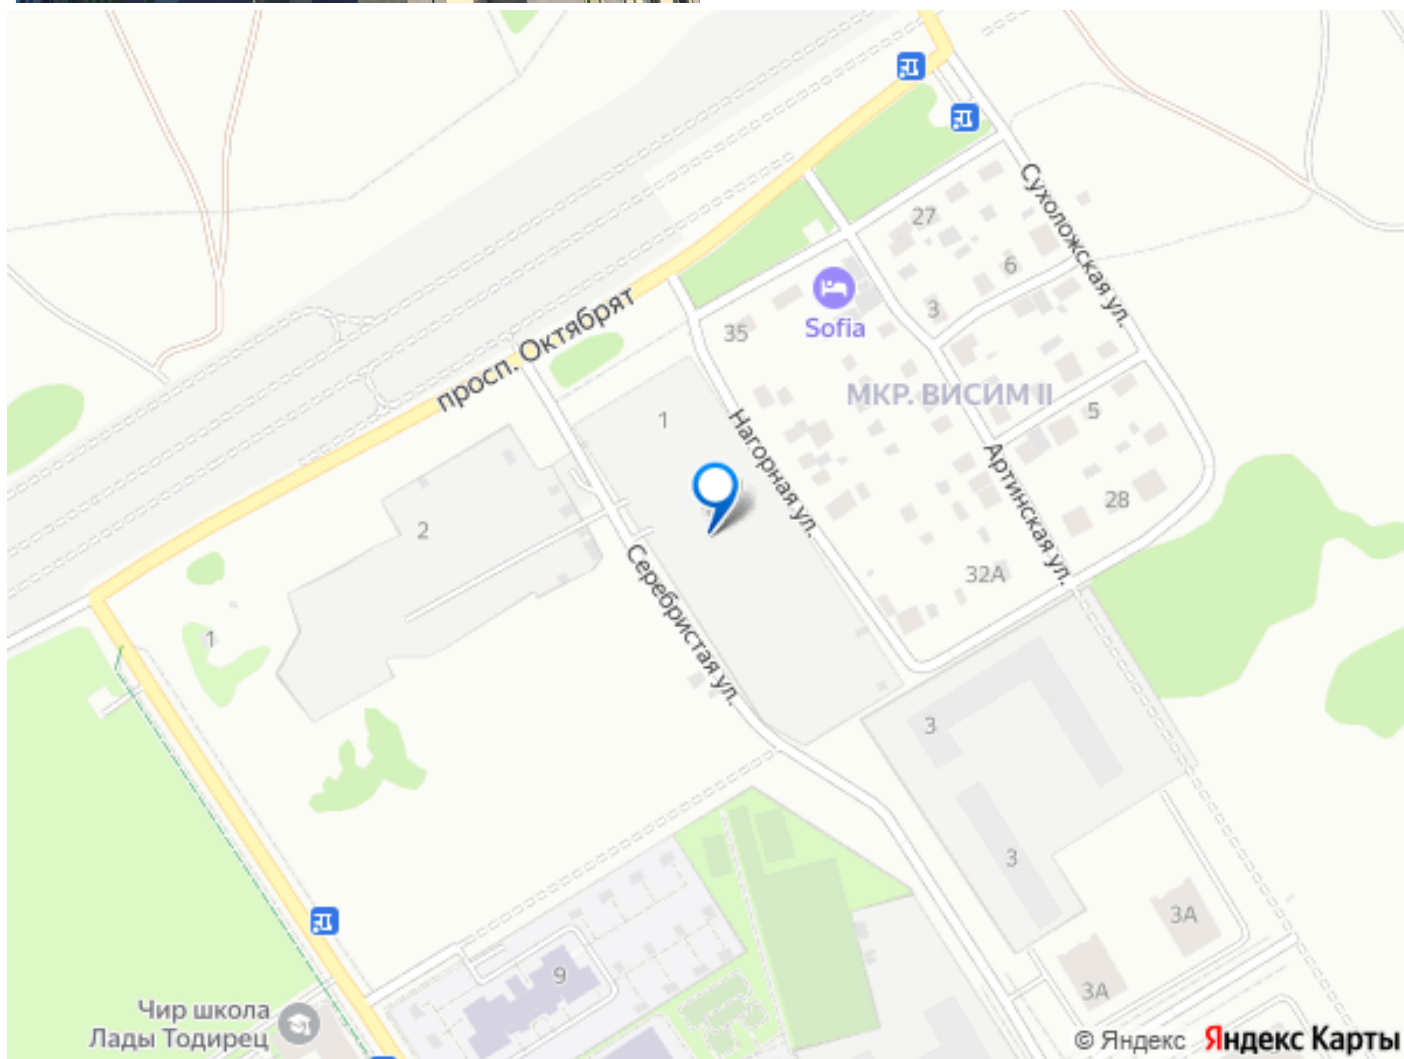 Сухоложская ул.
27
6
3
Sofia
35
просп. Октябрят
МКР. ВИСИМ II
5
1
Нагорная ул.
Артинская ул.
28
2
32А
Серебристая ул.
1
3
3
3А
3А
9
Чир школа
Лады Тодирец
© Яндекс Яндекс Карты